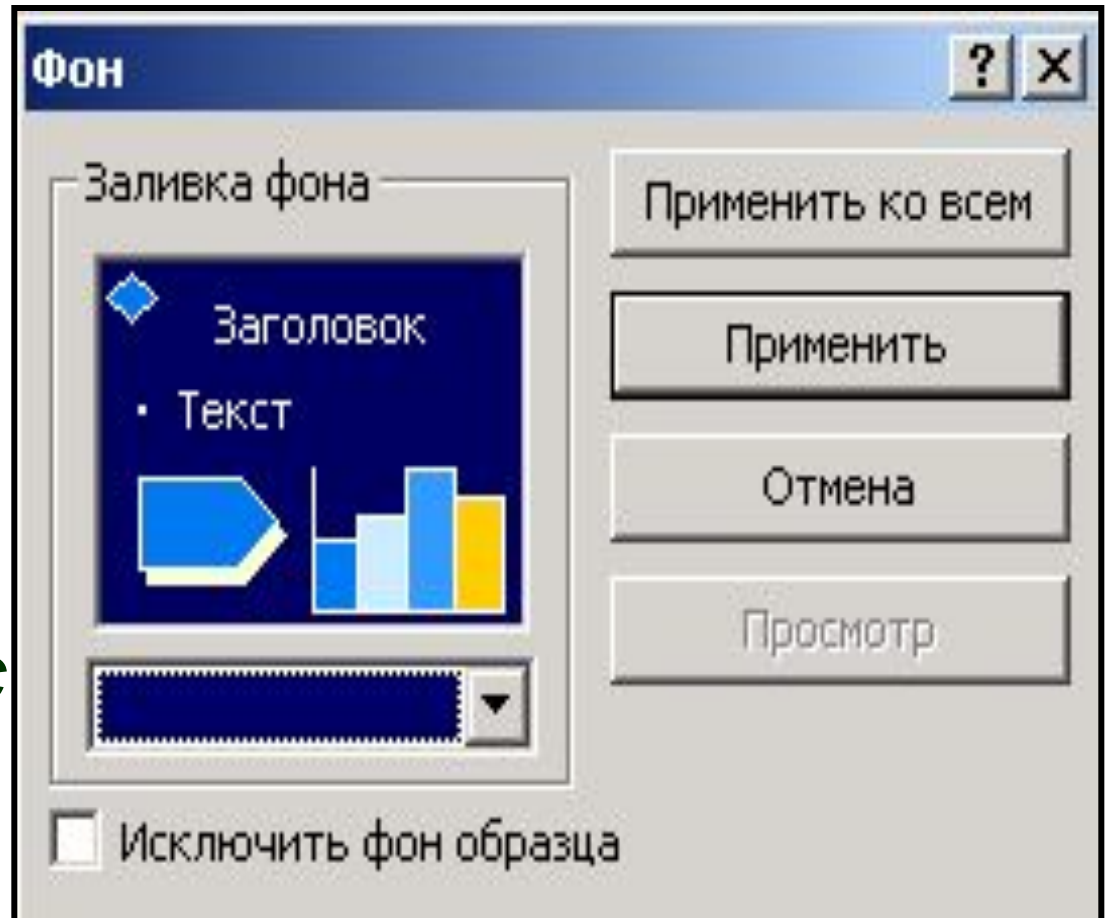 Фон
Заливка фона
Заголовок
· Текст
Исключить фон образца
Применить ко всем
Применить
Отмена
Просмотр
с